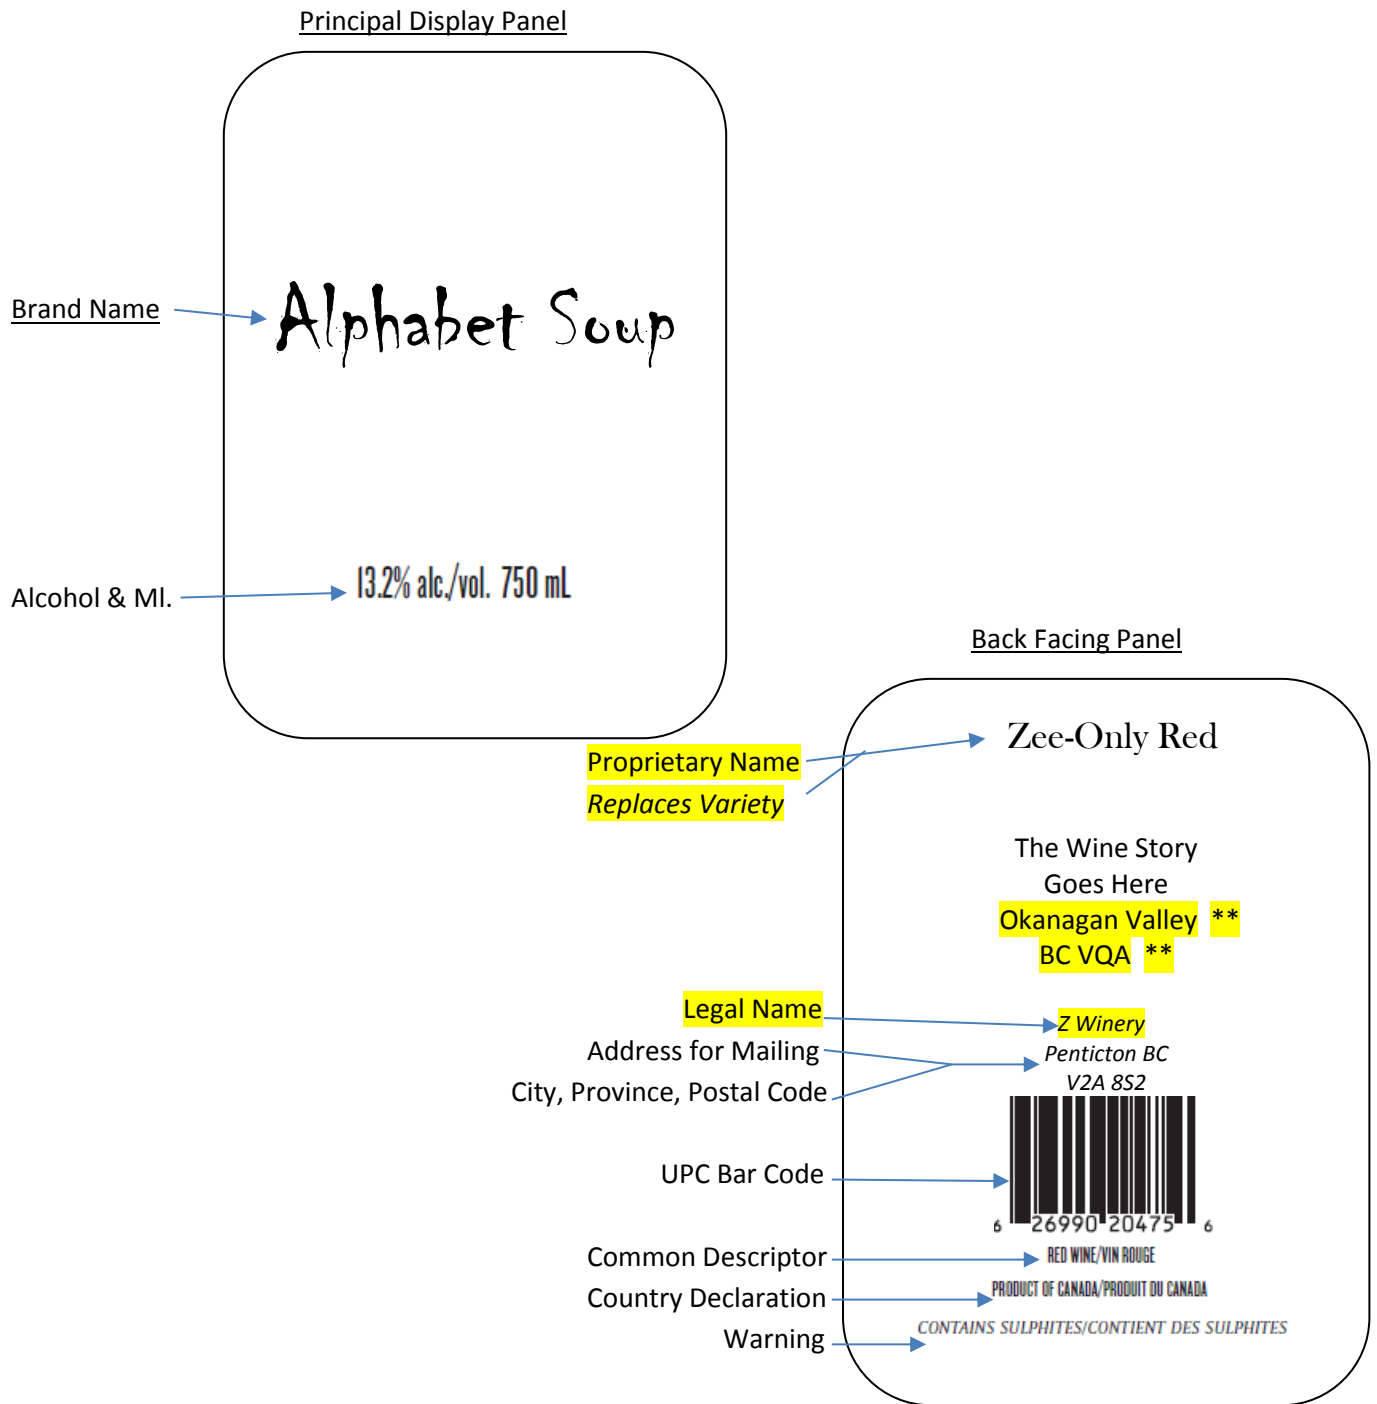 Principal Display Panel
Brand Name
Alphabet Soup
Alcohol & Ml.
13.2% alc./vol. 750 mL
Back Facing Panel
Zee-Only Red
Proprietary Name
Replaces Variety
The Wine Story
Goes Here
Okanagan Valley **
BC VQA **
Legal Name
Z Winery
Address for Mailing
Penticton BC
City, Province, Postal Code
V2A 8S2
UPC Bar Code
6 26990 20475 6
Common Descriptor
RED WINE/VIN ROUGE
Country Declaration
PRODUCT OF CANADA/PRODUIT DU CANADA
Warning
CONTAINS SULPHITES/CONTIENT DES SULPHITES